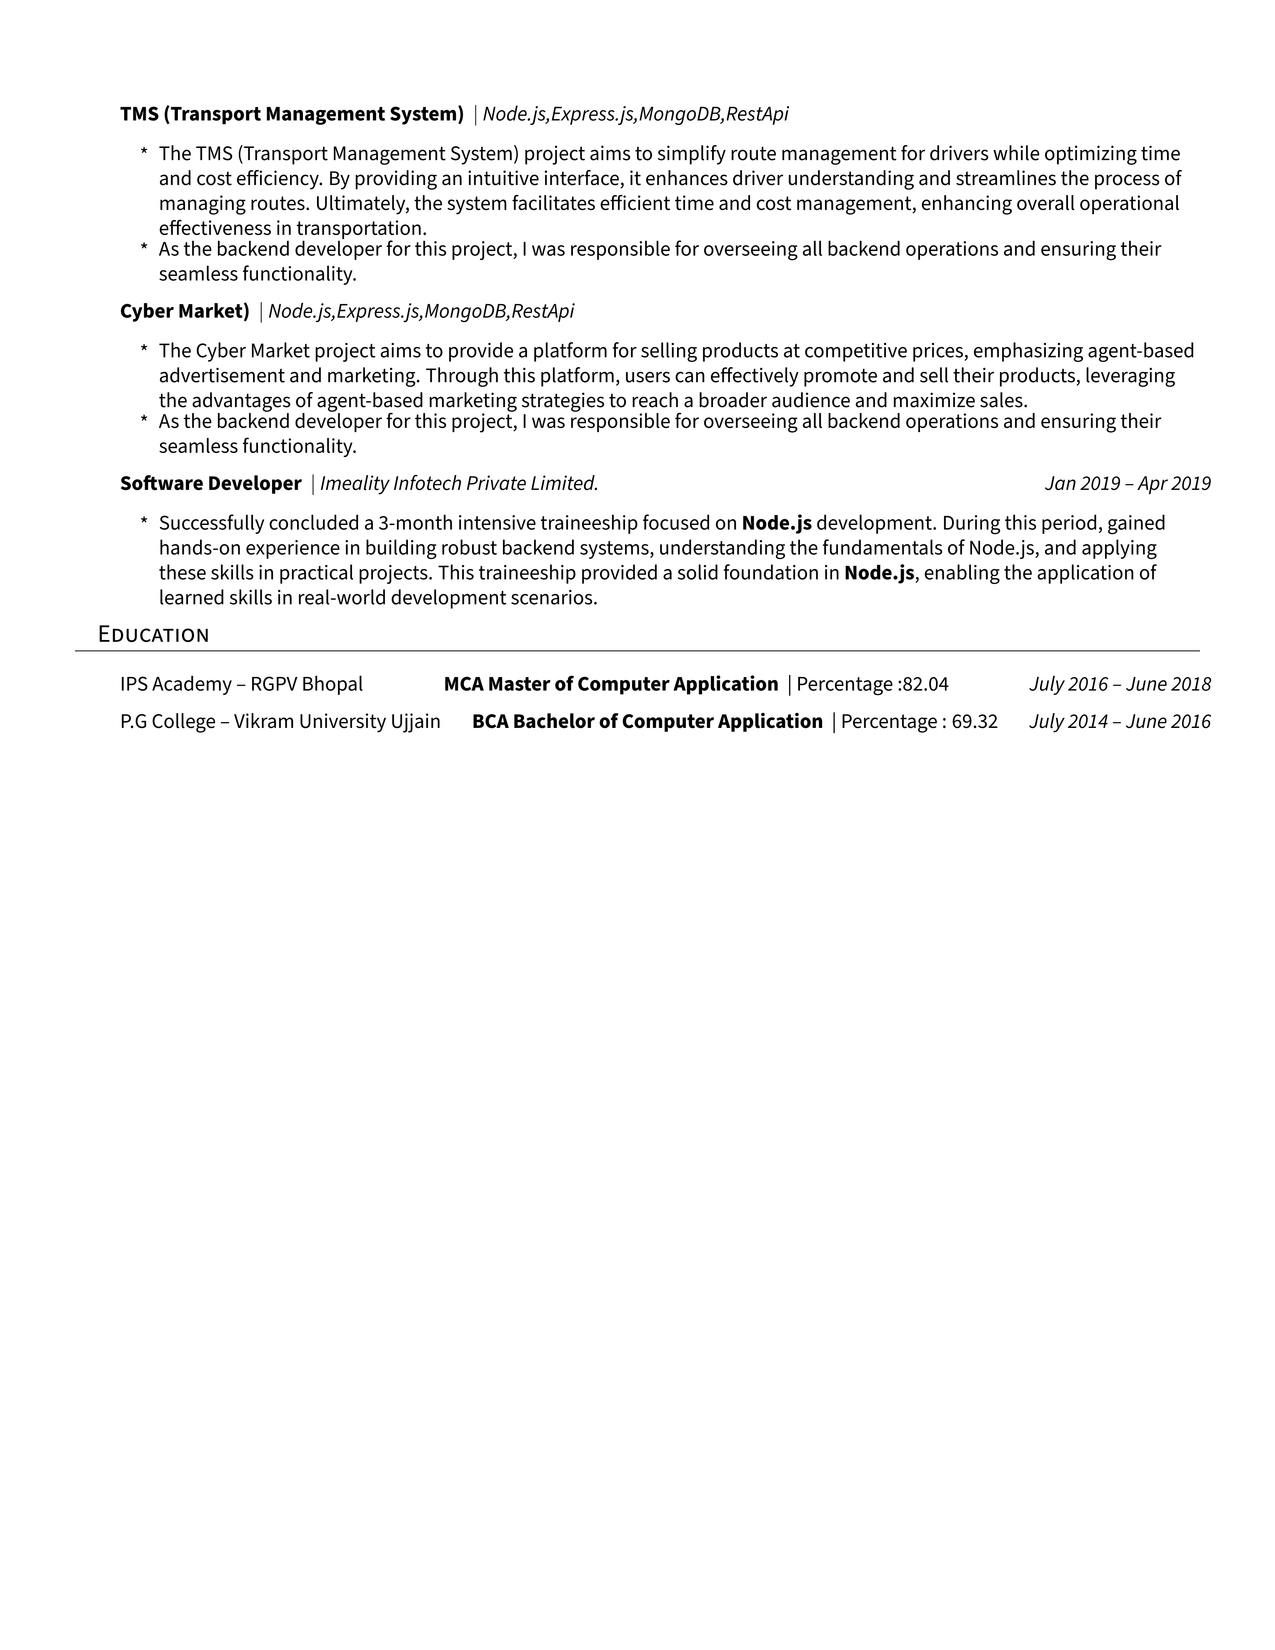 TMS (Transport Management System) | Node.js,Express.js,MongoDB,RestApi
* The TMS (Transport Management System) project aims to simplify route management for drivers while optimizing time
and cost efficiency. By providing an intuitive interface, it enhances driver understanding and streamlines the process of
managing routes. Ultimately, the system facilitates efficient time and cost management, enhancing overall operational
effectiveness in transportation.
* As the backend developer for this project, I was responsible for overseeing all backend operations and ensuring their
seamless functionality.
Cyber Market) | Node.js,Express.js,MongoDB,RestApi
* The Cyber Market project aims to provide a platform for selling products at competitive prices, emphasizing agent-based
advertisement and marketing. Through this platform, users can effectively promote and sell their products, leveraging
the advantages of agent-based marketing strategies to reach a broader audience and maximize sales.
* As the backend developer for this project, I was responsible for overseeing all backend operations and ensuring their
seamless functionality.
Software Developer | Imeality Infotech Private Limited. Jan 2019 – Apr 2019
* Successfully concluded a 3-month intensive traineeship focused on Node.js development. During this period, gained
hands-on experience in building robust backend systems, understanding the fundamentals of Node.js, and applying
these skills in practical projects. This traineeship provided a solid foundation in Node.js, enabling the application of
learned skills in real-world development scenarios.
Education
IPS Academy – RGPV Bhopal MCA Master of Computer Application | Percentage :82.04 July 2016 – June 2018
P.G College – Vikram University Ujjain BCA Bachelor of Computer Application | Percentage : 69.32 July 2014 – June 2016